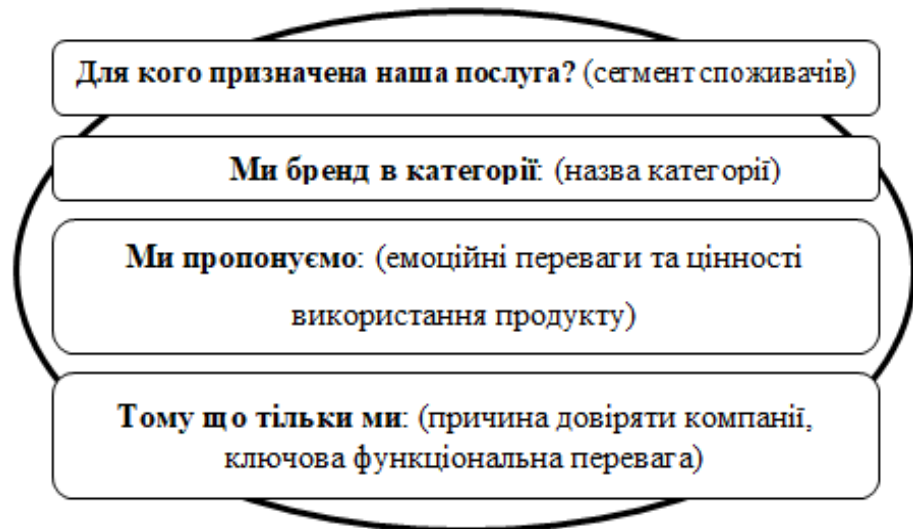 Для кого призначена наша послуга? (сегмент споживачів)
Ми бренд в категорії: (назва категорії)
Ми пропонуємо: (емоційні переваги та цінності
використання продукту)
Тому що тільки ми: (причина довіряти компанії,
ключова функціональна перевага)